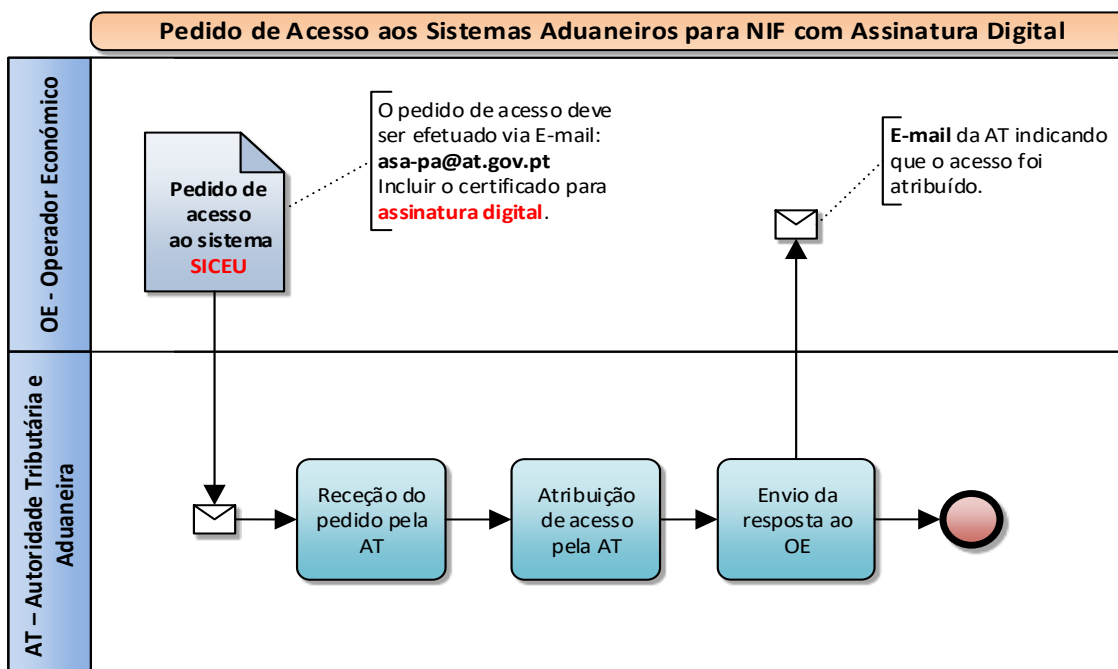 Pedido de Acesso aos Sistemas Aduaneiros para NIF com Assinatura Digital
OE - Operador Económico
Pedido de
acesso
ao sistema
SICEU
O pedido de acesso deve
ser efetuado via E-mail:
asa-pa@at.gov.pt
Incluir o certificado para
assinatura digital.
E-mail da AT indicando
que o acesso foi
atribuído.
AT – Autoridade Tributária e
Aduaneira
Receção do
pedido pela
AT
Atribuição
de acesso
pela AT
Envio da
resposta ao
OE